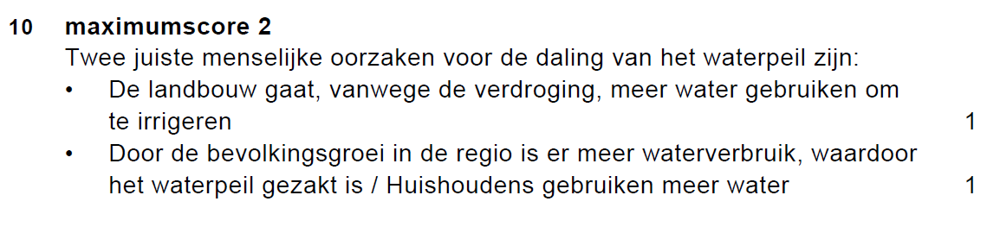 10 maximumscore 2
Twee juiste menselijke oorzaken voor de daling van het waterpeil zijn:
• De landbouw gaat, vanwege de verdroging, meer water gebruiken om
te irrigeren 1
• Door de bevolkingsgroei in de regio is er meer waterverbruik, waardoor
het waterpeil gezakt is / Huishoudens gebruiken meer water 1